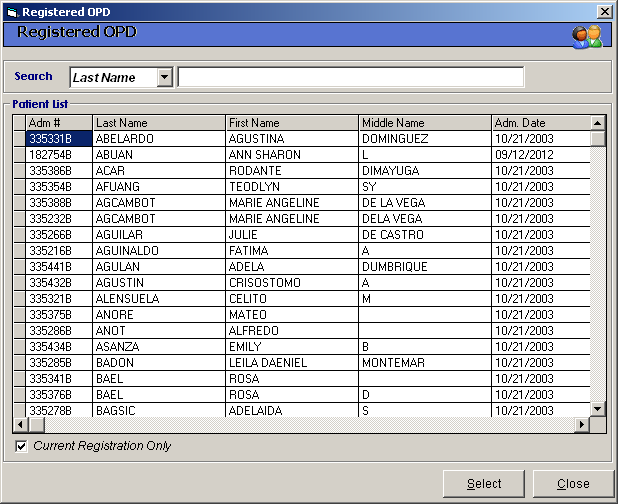 Registered OPD
Registered OPD
Search Last Name
Patient List
Adm # Last Name First Name Middle Name Adm. Date
335331B ABELARDO AGUSTINA DOMINGUEZ 10/21/2003
182754B ABUAN ANN SHARON L 09/12/2012
335386B ACAR RODANTE DIMAYUGA 10/21/2003
335354B AFUANG TEODLYN SY 10/21/2003
335388B AGCAMBOT MARIE ANGELINE DE LA VEGA 10/21/2003
335232B AGCAMBOT MARIE ANGELINE DELA VEGA 10/21/2003
335266B AGUILAR JULIE DE CASTRO 10/21/2003
335216B AGUINALDO FATIMA A 10/21/2003
335441B AGULAN ADELA DUMBRIQUE 10/21/2003
335432B AGUSTIN CRISOSTOMO A 10/21/2003
335321B ALENSUELA CELITO M 10/21/2003
335375B ANORE MATEO 10/21/2003
335286B ANOT ALFREDO 10/21/2003
335434B ASANZA EMILY B 10/21/2003
335285B BADON LEILA DAENIEL MONTEMAR 10/21/2003
335341B BAEL ROSA 10/21/2003
335376B BAEL ROSA D 10/21/2003
335278B BAGSIC ADELAIDA S 10/21/2003
Current Registration Only
Select Close